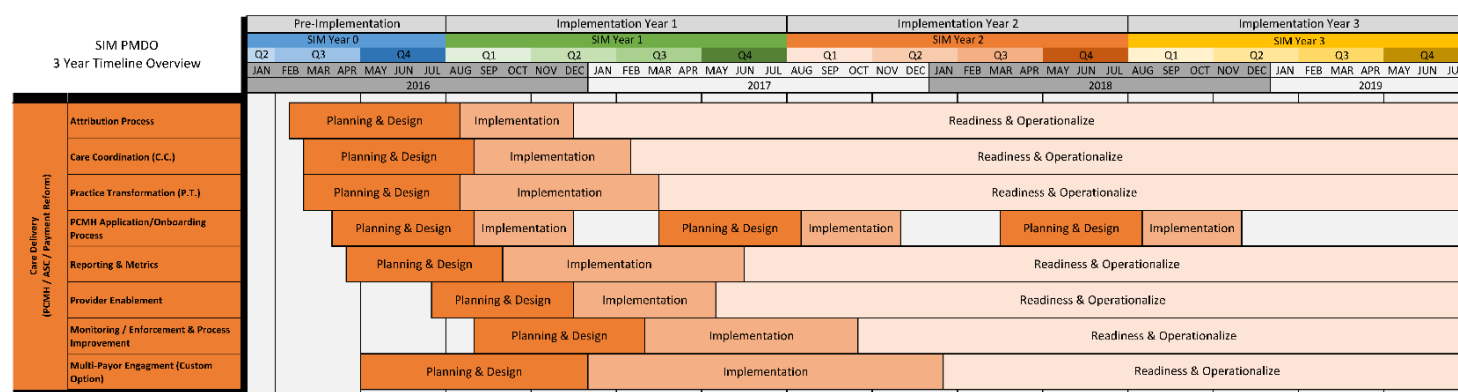 SIM PMDO
3 Year Timeline Overview
Pre-Implementation Implementation Year 1 Implementation Year 2 Implementation Year 3
SIM Year 0 SIM Year 1 SIM Year 2 SIM Year 3
Q2 Q3 Q4 Q1 Q2 Q3 Q4 Q1 Q2 Q3 Q4 Q1 Q2 Q3 Q4
JAN FEB MAR APR MAY JUN JUL AUG SEP OCT NOV DEC JAN FEB MAR APR MAY JUN JUL AUG SEP OCT NOV DEC JAN FEB MAR APR MAY JUN JUL AUG SEP OCT NOV DEC JAN FEB MAR APR MAY JUN
2016 2017 2018 2019
Care Delivery
(PCMH / ASC / Payment Reform)
Attribution Process Planning & Design Implementation Readiness & Operationalize
Care Coordination (C.C.) Planning & Design Implementation Readiness & Operationalize
Practice Transformation (P.T.) Planning & Design Implementation Readiness & Operationalize
PCMH Application/Onboarding
Process
Planning & Design Implementation Planning & Design Implementation Planning & Design Implementation
Reporting & Metrics Planning & Design Implementation Readiness & Operationalize
Provider Enablement Planning & Design Implementation Readiness & Operationalize
Monitoring / Enforcement & Process
Improvement
Planning & Design Implementation Readiness & Operationalize
Multi-Payor Engagment (Custom
Option)
Planning & Design Implementation Readiness & Operationalize